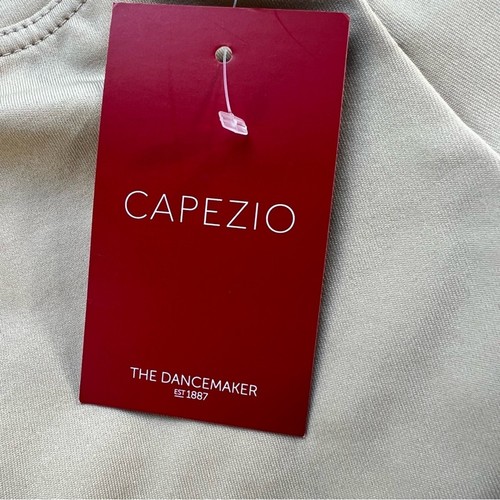 CAPEZIO
THE DANCEMAKER
EST 1887